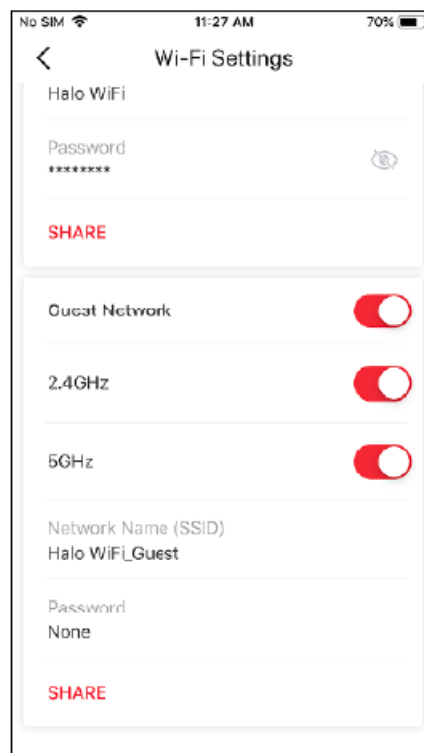 No SIM 11:27 AM 70%
Wi-Fi Settings
Halo WiFi
Password
********
SHARE
Guest Network
2.4GHz
5GHz
Network Name (SSID)
Halo WiFi_Guest
Password
None
SHARE